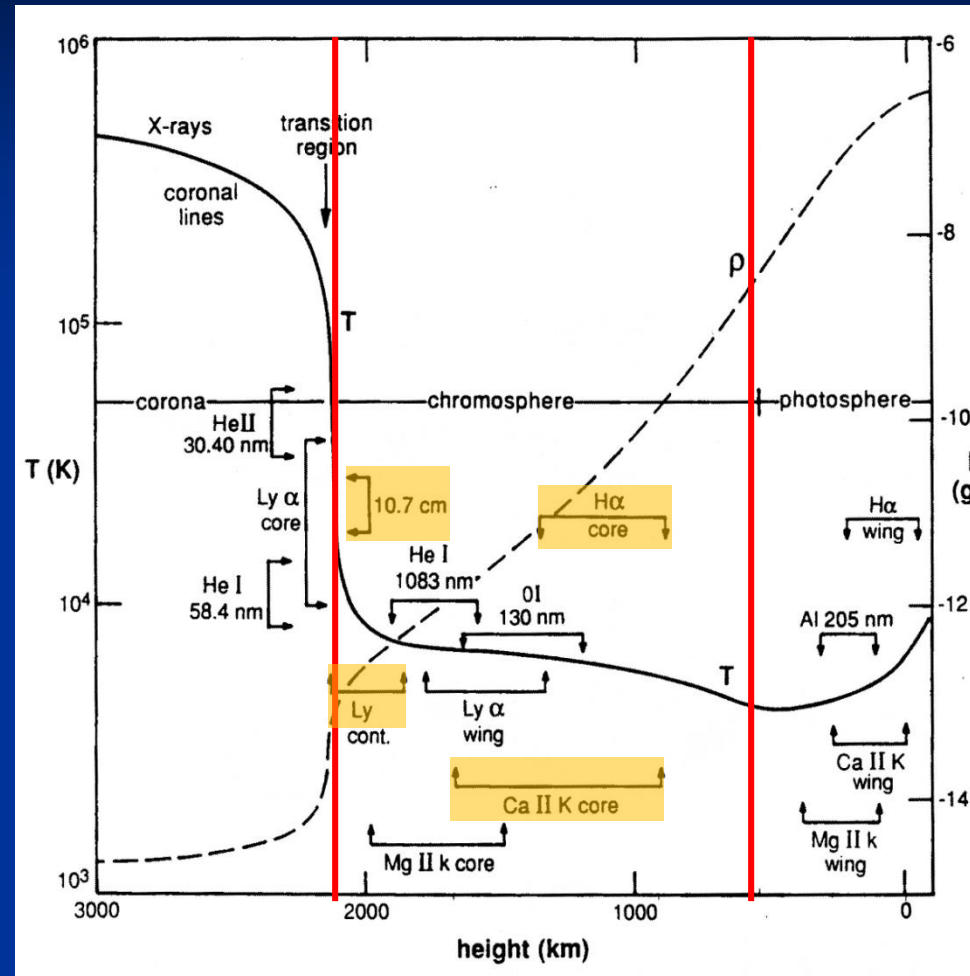 10⁶
-6
X-rays
transition
region
coronal
lines
-8
ρ
10⁵
T
corona
chromosphere
photosphere
HeII
30.40 nm
-10
T (K)
(g
Ly α
core
10.7 cm
Hα
core
Hα
wing
He I
1083 nm
He I
58.4 nm
10⁴
OI
130 nm
-12
Al 205 nm
T
Ly
cont.
Ly α
wing
Ca II K
wing
Ca II K core
-14
Mg II k core
Mg II k
wing
10³
3000
2000
1000
0
height (km)